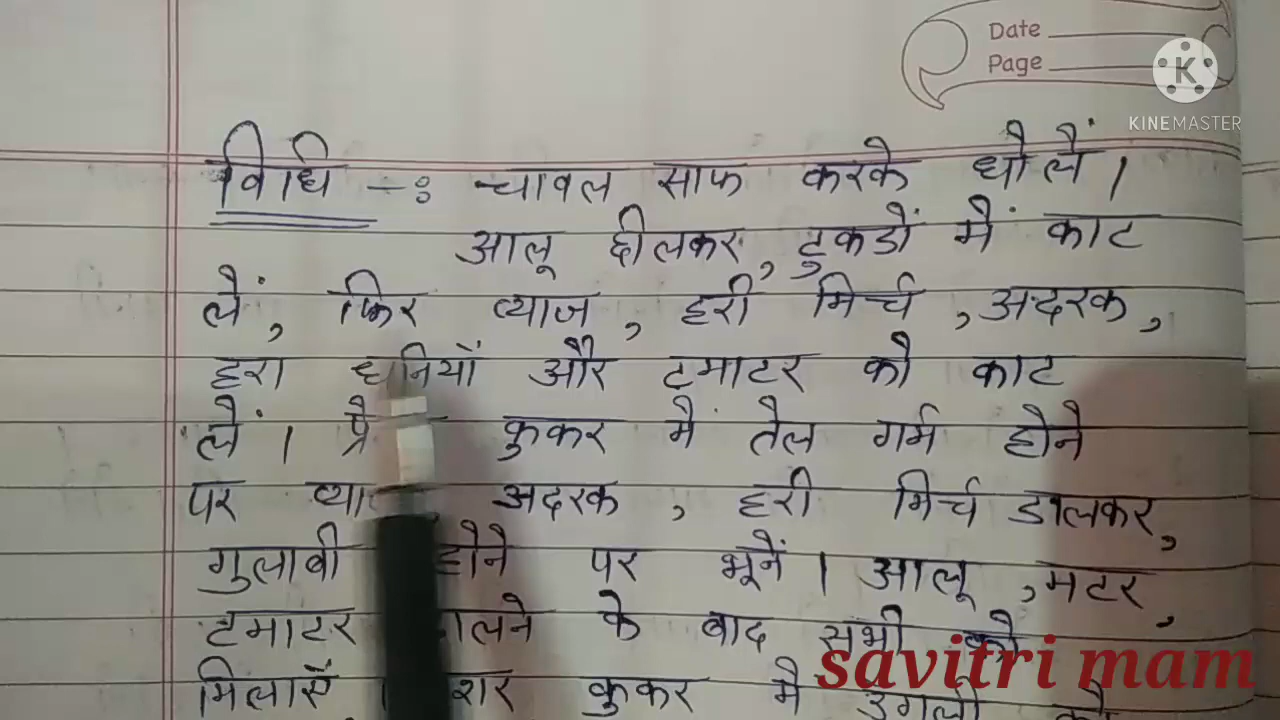 Date
Page
KINEMASTER
विधि -: चावल साफ करके धोलें।
आलू छीलकर, टुकडों में काट
लें, फिर प्याज, हरी मिर्च, अदरक,
हरा धनियाँ और टमाटर को काट
लें। कुकर में तेल गर्म होने
पर अदरक, हरी मिर्च डालकर,
गुलाबी होने पर भूनें। आलू, मटर,
टमाटर के बाद सभी को
मिलाएँ कुकर में
savitri mam